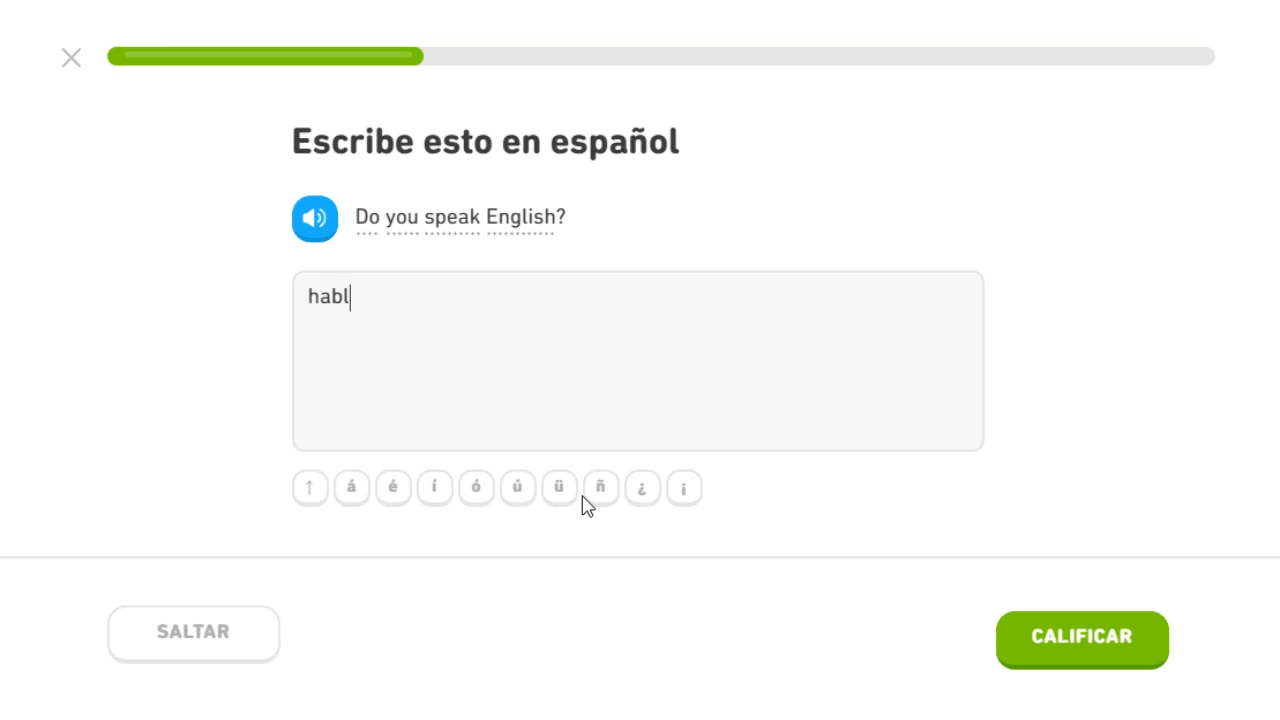 Escribe esto en español
Do you speak English?
habl
↑ á é í ó ú ü ñ ¿ ¡
SALTAR
CALIFICAR